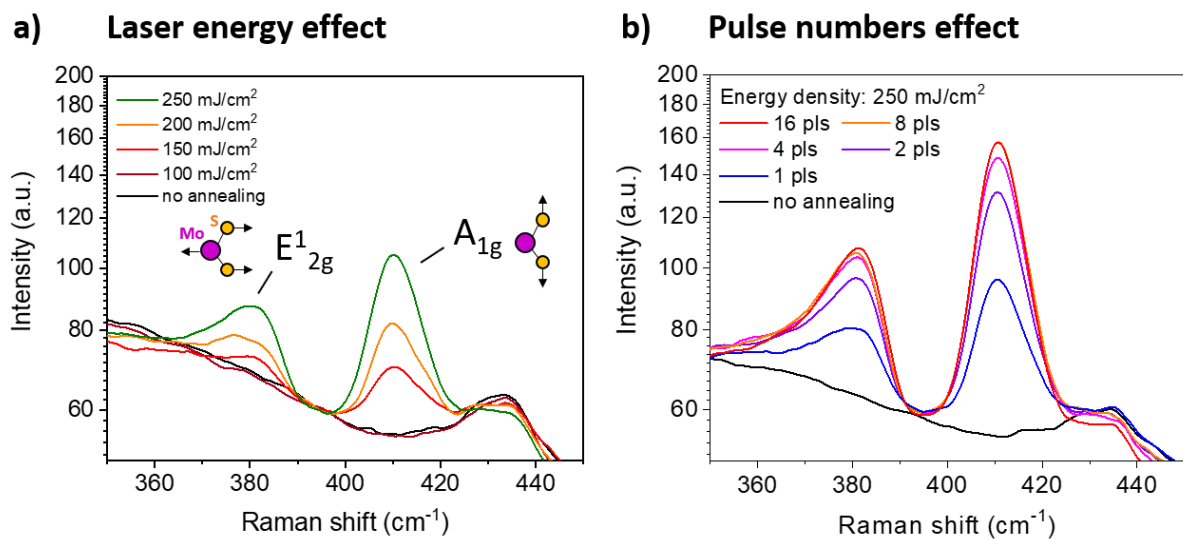 a) Laser energy effect
200
180
160
140
120
100
80
60
Intensity (a.u.)
250 mJ/cm²
200 mJ/cm²
150 mJ/cm²
100 mJ/cm²
no annealing
Mo
S
E¹2g
A1g
360 380 400 420 440
Raman shift (cm⁻¹)
b) Pulse numbers effect
200
180
160
140
120
100
80
60
Intensity (a.u.)
Energy density: 250 mJ/cm²
16 pls 8 pls
4 pls 2 pls
1 pls
no annealing
360 380 400 420 440
Raman shift (cm⁻¹)